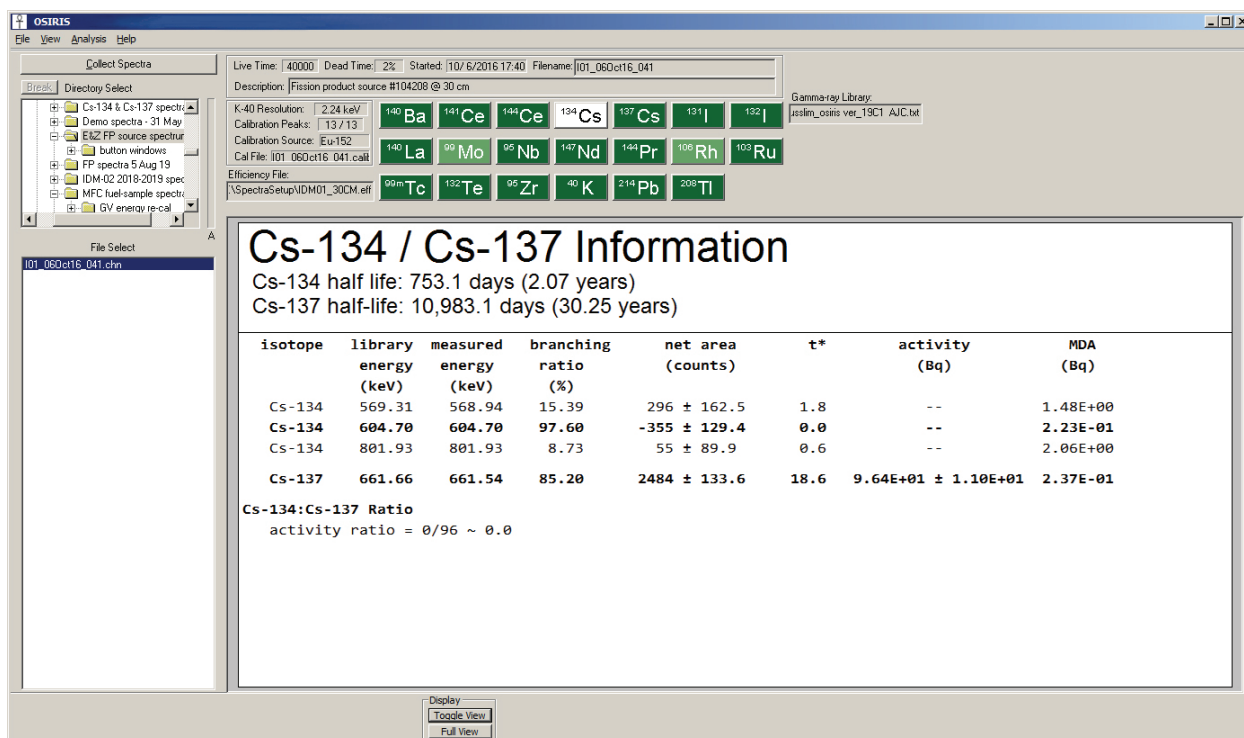 OSIRIS
File View Analysis Help
Collect Spectra
Break Directory Select
Cs-134 & Cs-137 spectra
Demo spectra - 31 May
E&Z FP source spectrum
button windows
FP spectra 5 Aug 19
IDM-02 2018-2019 spec
MFC fuel-sample spectra
GV energy re-cal
A
File Select
I01_06Oct16_041.chn
Live Time: 40000 Dead Time: 2% Started: 10/ 6/2016 17:40 Filename: I01_06Oct16_041
Description: Fission product source #104208 @ 30 cm
K-40 Resolution: 2.24 keV
Calibration Peaks: 13 / 13
Calibration Source: Eu-152
Cal File: I01_06Oct16_041.calib
Efficiency File:
:\SpectraSetup\IDM01_30CM.eff
140Ba 141Ce 144Ce 134Cs 137Cs 131I 132I
140La 99Mo 95Nb 147Nd 144Pr 106Rh 103Ru
99mTc 132Te 95Zr 40K 214Pb 208Tl
Gamma-ray Library:
usslim_osiris ver_19C1 AJC.txt
Cs-134 / Cs-137 Information
Cs-134 half life: 753.1 days (2.07 years)
Cs-137 half-life: 10,983.1 days (30.25 years)
isotope library measured branching net area t* activity MDA
energy energy ratio (counts) (Bq) (Bq)
(keV) (keV) (%)
Cs-134 569.31 568.94 15.39 296 ± 162.5 1.8 -- 1.48E+00
Cs-134 604.70 604.70 97.60 -355 ± 129.4 0.0 -- 2.23E-01
Cs-134 801.93 801.93 8.73 55 ± 89.9 0.6 -- 2.06E+00
Cs-137 661.66 661.54 85.20 2484 ± 133.6 18.6 9.64E+01 ± 1.10E+01 2.37E-01
Cs-134:Cs-137 Ratio
activity ratio = 0/96 ~ 0.0
Display
Toggle View
Full View